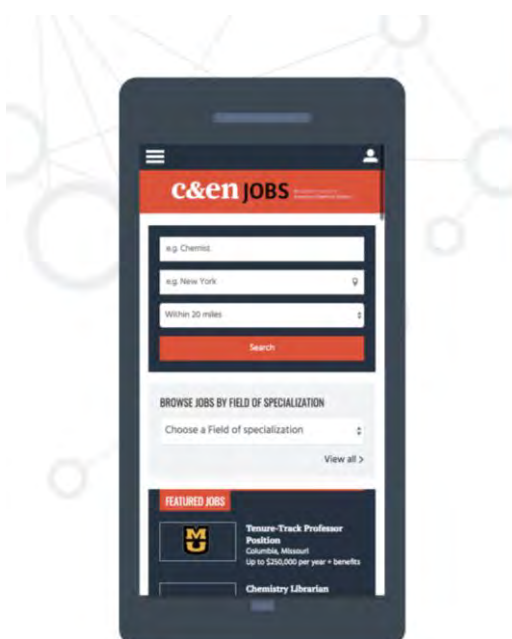 c&en JOBS
e.g. Chemist
e.g. New York
Within 20 miles
Search
BROWSE JOBS BY FIELD OF SPECIALIZATION
Choose a Field of specialization
View all >
FEATURED JOBS
MU
Tenure-Track Professor
Position
Columbia, Missouri
Up to $250,000 per year + benefits
Chemistry Librarian